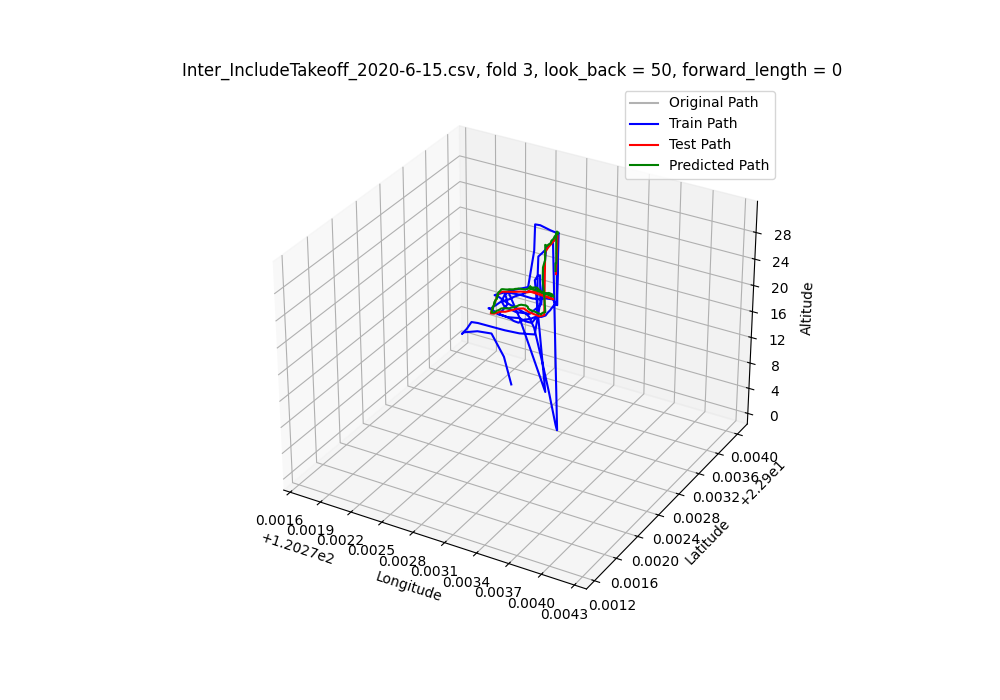 Inter_IncludeTakeoff_2020-6-15.csv, fold 3, look_back = 50, forward_length = 0
Original Path
Train Path
Test Path
Predicted Path
28
24
20
16
12
8
4
0
Altitude
0.0040
0.0036
0.0032
0.0028
0.0024
0.0020
0.0016
0.0012
+2.29e1
Latitude
0.0016
0.0019
0.0022
0.0025
0.0028
0.0031
0.0034
0.0037
0.0040
0.0043
+1.2027e2
Longitude